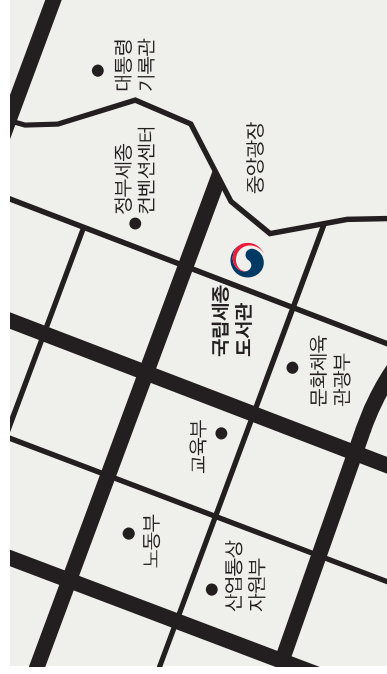 대통령
기록관
정부세종
컨벤션센터
중앙광장
국립세종
도서관
문화체육
관광부
교육부
노동부
산업통상
자원부